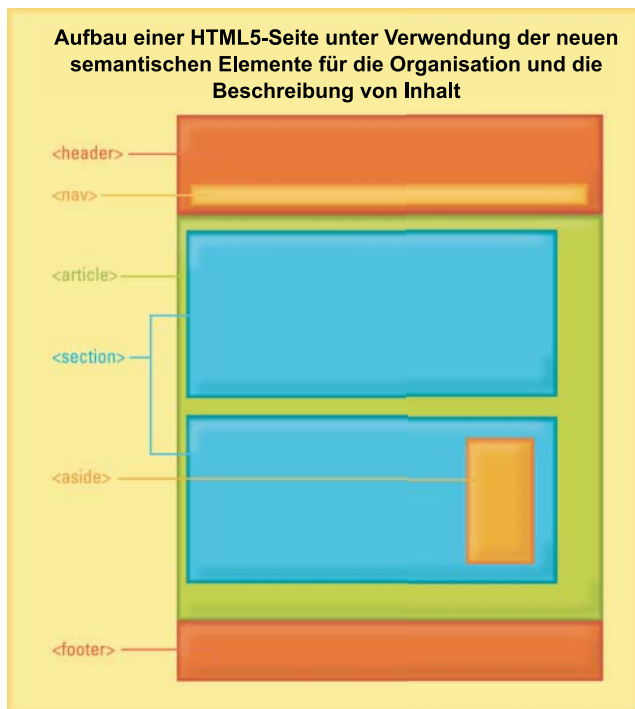 Aufbau einer HTML5-Seite unter Verwendung der neuen
semantischen Elemente für die Organisation und die
Beschreibung von Inhalt
<header>
<nav>
<article>
<section>
<aside>
<footer>